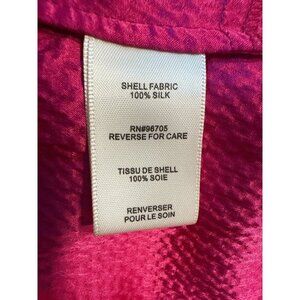 SHELL FABRIC
100% SILK
RN#96705
REVERSE FOR CARE
TISSU DE SHELL
100% SOIE
RENVERSER
POUR LE SOIN